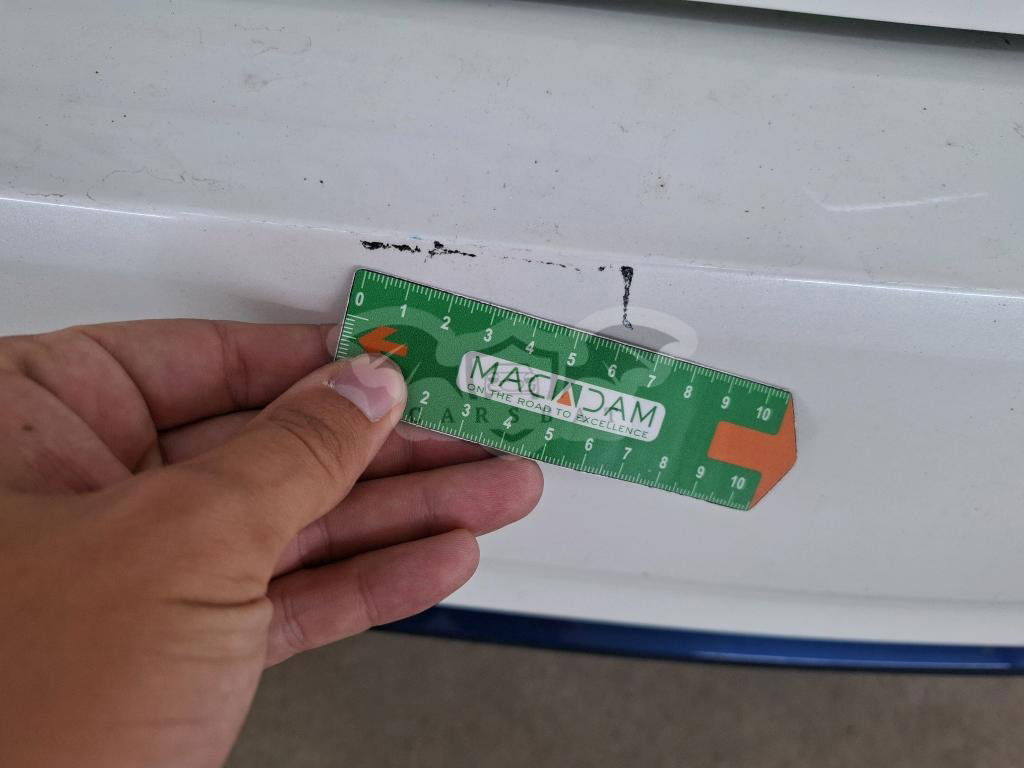 0 1 2 3 4 5 6 7 8 9 10
MACADAM
ON THE ROAD TO EXCELLENCE
2 3 4 5 6 7 8 9 10